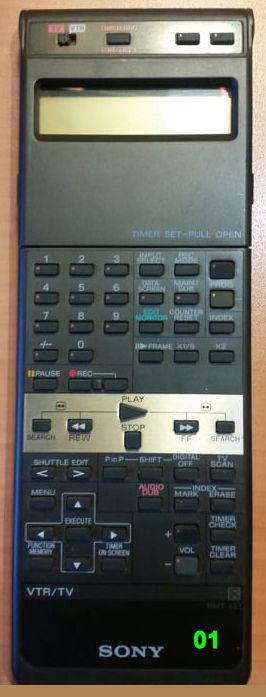 TV VTR
TIMER SET-PULL OPEN
1 2 3 INPUT SELECT REC MODE
4 5 6 DATA SCREEN MAIN/SUB PROG
7 8 9 EDIT MONITOR COUNTER RESET INDEX
-/-- 0 FRAME X1/5 X2
PAUSE REC
PLAY
SEARCH REW STOP FF SEARCH
SHUTTLE EDIT P in P SHIFT DIGITAL OFF TV SCAN
< >
MENU AUDIO DUB INDEX MARK ERASE
EXECUTE + TIMER CHECK
FUNCTION MEMORY TIMER ON SCREEN VOL TIMER CLEAR
-
VTR/TV R
SONY 01